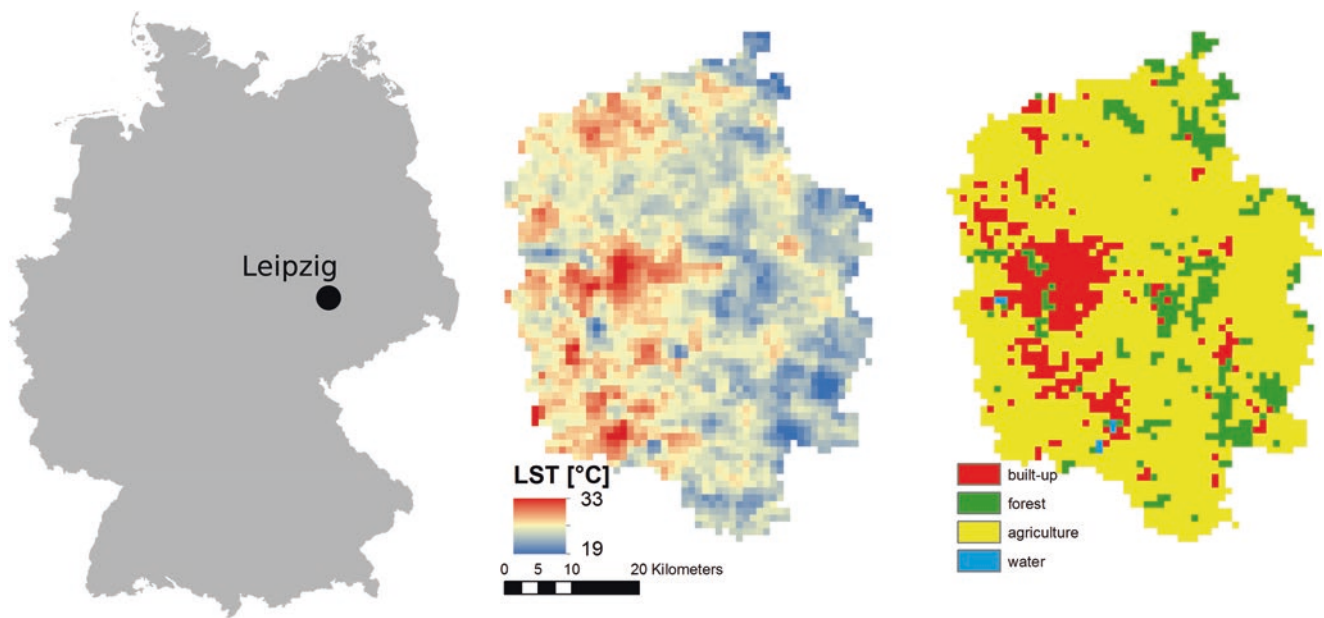 Leipzig
LST [°C]
33
19
0 5 10 20 Kilometers
built-up
forest
agriculture
water